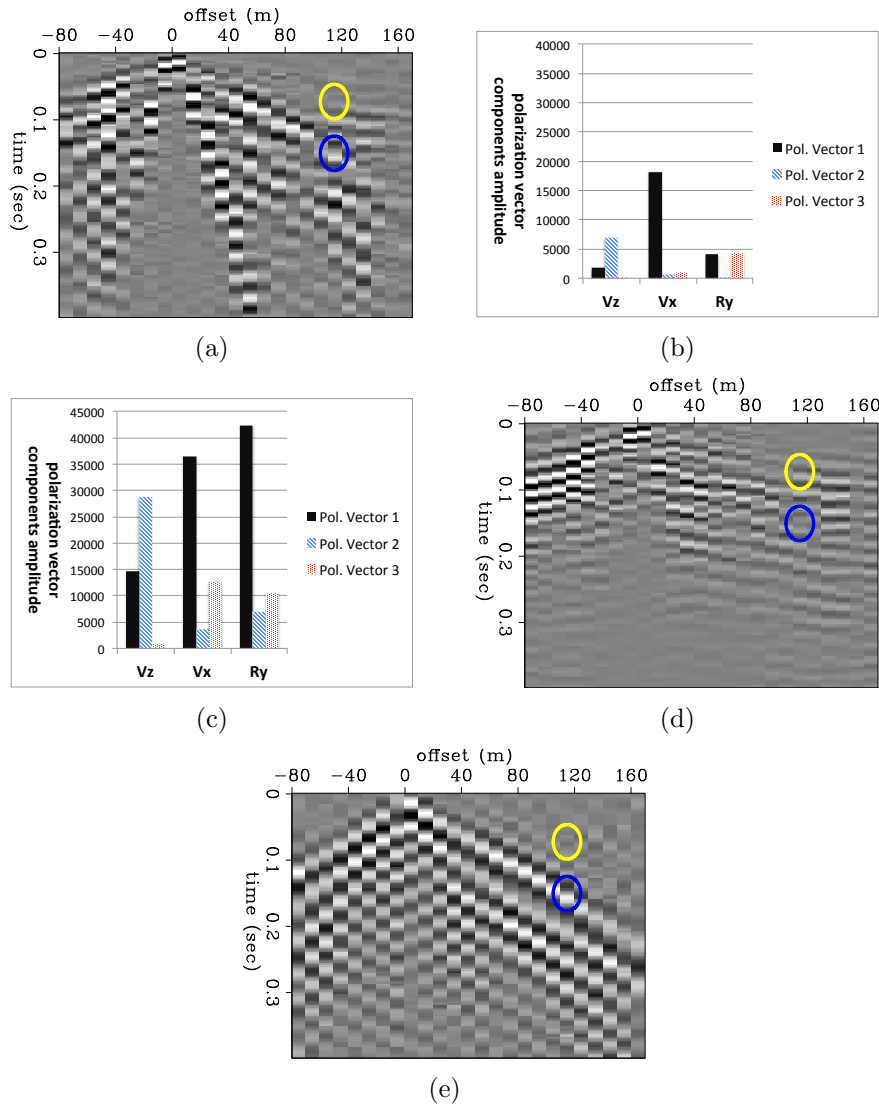 offset (m)
−80 −40 0 40 80 120 160
0
0.1
0.2
0.3
time (sec)
(a)
polarization vector
components amplitude
40000
35000
30000
25000
20000
15000
10000
5000
0
Vz Vx Ry
Pol. Vector 1
Pol. Vector 2
Pol. Vector 3
(b)
polarization vector
components amplitude
45000
40000
35000
30000
25000
20000
15000
10000
5000
0
Vz Vx Ry
Pol. Vector 1
Pol. Vector 2
Pol. Vector 3
(c)
offset (m)
−80 −40 0 40 80 120 160
0
0.1
0.2
0.3
time (sec)
(d)
offset (m)
−80 −40 0 40 80 120 160
0
0.1
0.2
0.3
time (sec)
(e)